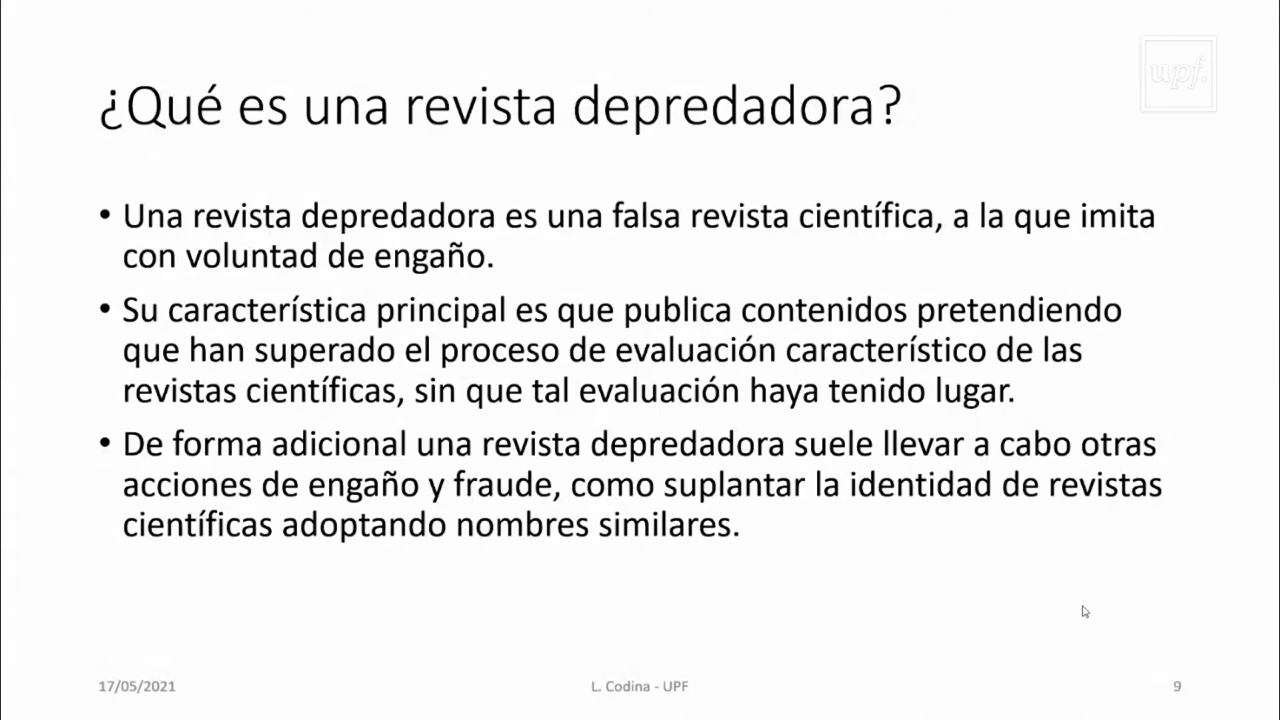 upf.
¿Qué es una revista depredadora?
• Una revista depredadora es una falsa revista científica, a la que imita
con voluntad de engaño.
• Su característica principal es que publica contenidos pretendiendo
que han superado el proceso de evaluación característico de las
revistas científicas, sin que tal evaluación haya tenido lugar.
• De forma adicional una revista depredadora suele llevar a cabo otras
acciones de engaño y fraude, como suplantar la identidad de revistas
científicas adoptando nombres similares.
17/05/2021
L. Codina - UPF
9